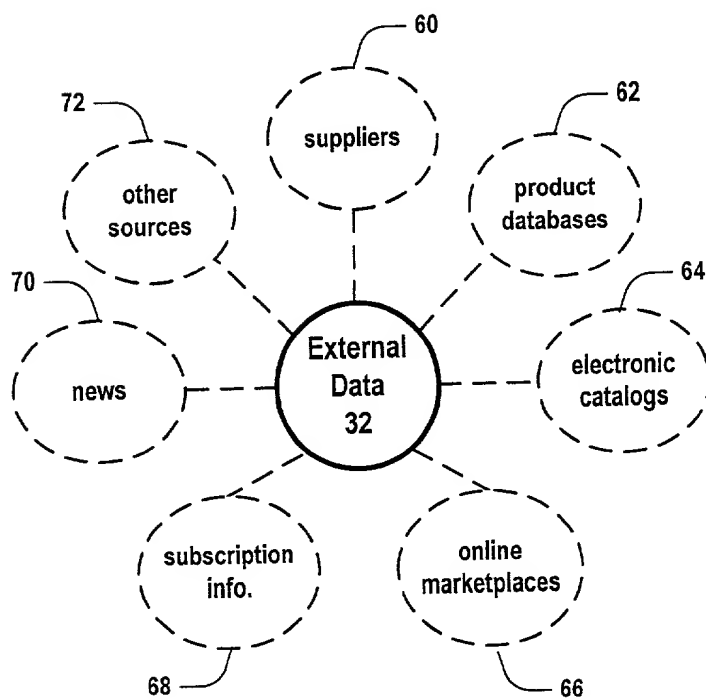 60
suppliers
72
other
sources
62
product
databases
70
news
External
Data
32
64
electronic
catalogs
subscription
info.
68
online
marketplaces
66